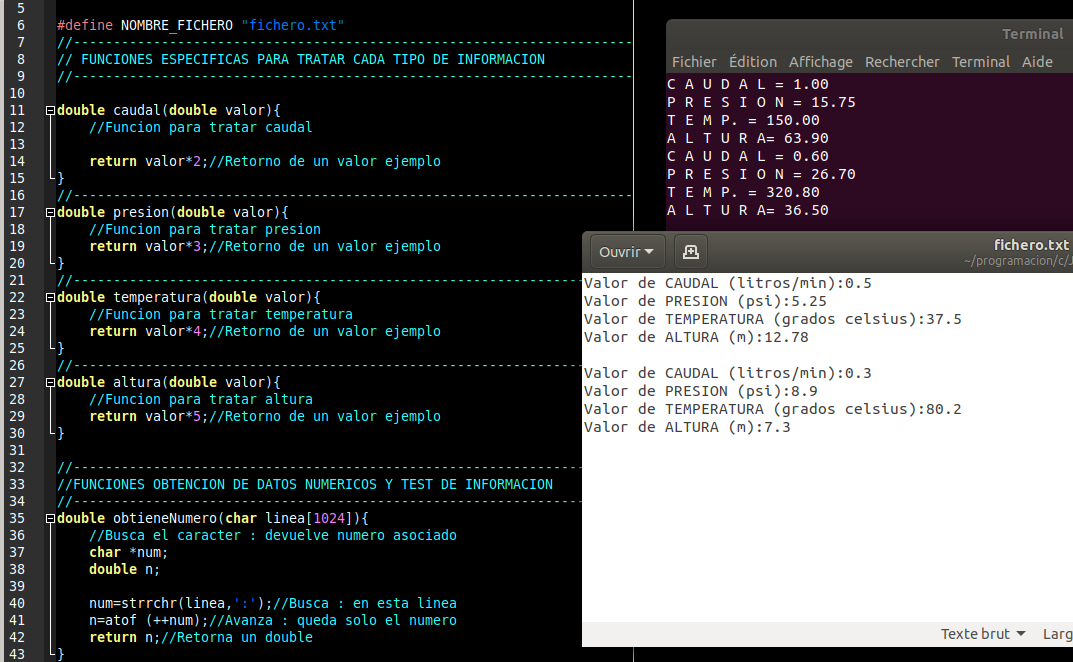 5
6 #define NOMBRE_FICHERO "fichero.txt"
7 //----------------------------------------------------------------------
8 // FUNCIONES ESPECIFICAS PARA TRATAR CADA TIPO DE INFORMACION
9 //----------------------------------------------------------------------
10
11 double caudal(double valor){
12 //Funcion para tratar caudal
13
14 return valor*2;//Retorno de un valor ejemplo
15 }
16 //----------------------------------------------------------------------
17 double presion(double valor){
18 //Funcion para tratar presion
19 return valor*3;//Retorno de un valor ejemplo
20 }
21 //----------------------------------------------------------------
22 double temperatura(double valor){
23 //Funcion para tratar temperatura
24 return valor*4;//Retorno de un valor ejemplo
25 }
26 //----------------------------------------------------------------
27 double altura(double valor){
28 //Funcion para tratar altura
29 return valor*5;//Retorno de un valor ejemplo
30 }
31
32 //----------------------------------------------------------------
33 //FUNCIONES OBTENCION DE DATOS NUMERICOS Y TEST DE INFORMACION
34 //----------------------------------------------------------------
35 double obtieneNumero(char linea[1024]){
36 //Busca el caracter : devuelve numero asociado
37 char *num;
38 double n;
39
40 num=strrchr(linea,':');//Busca : en esta linea
41 n=atof (++num);//Avanza : queda solo el numero
42 return n;//Retorna un double
43 }
Terminal
Fichier Édition Affichage Rechercher Terminal Aide
C A U D A L = 1.00
P R E S I O N = 15.75
T E M P. = 150.00
A L T U R A= 63.90
C A U D A L = 0.60
P R E S I O N = 26.70
T E M P. = 320.80
A L T U R A= 36.50
Ouvrir
fichero.txt
~/programacion/c/J
Valor de CAUDAL (litros/min):0.5
Valor de PRESION (psi):5.25
Valor de TEMPERATURA (grados celsius):37.5
Valor de ALTURA (m):12.78
Valor de CAUDAL (litros/min):0.3
Valor de PRESION (psi):8.9
Valor de TEMPERATURA (grados celsius):80.2
Valor de ALTURA (m):7.3
Texte brut Larg